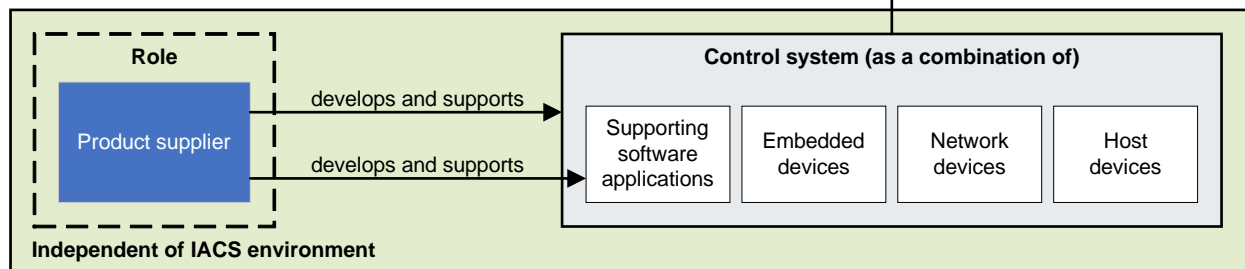 Role
Product supplier
develops and supports
develops and supports
Control system (as a combination of)
Supporting
software
applications
Embedded
devices
Network
devices
Host
devices
Independent of IACS environment